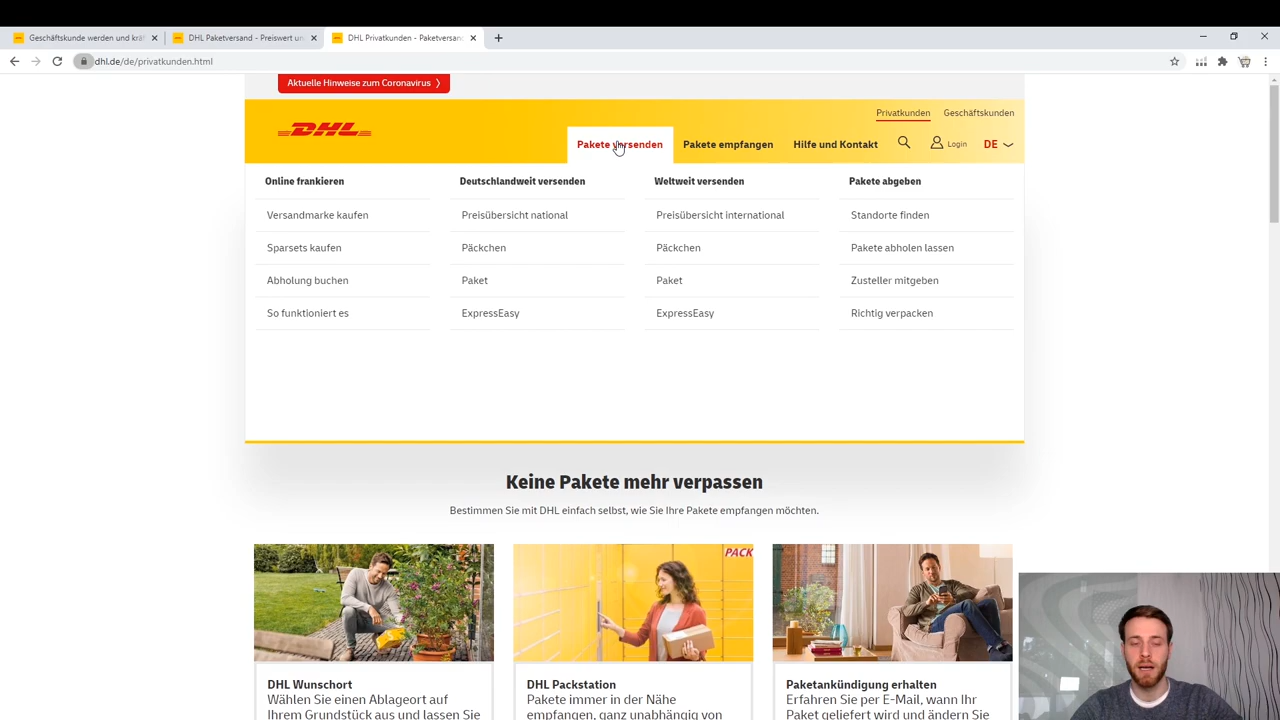 Geschäftskunde werden und kräf
DHL Paketversand - Preiswert un
DHL Privatkunden - Paketversand
dhl.de/de/privatkunden.html
Aktuelle Hinweise zum Coronavirus
DHL
Privatkunden Geschäftskunden
Pakete versenden Pakete empfangen Hilfe und Kontakt Login DE
Online frankieren Deutschlandweit versenden Weltweit versenden Pakete abgeben
Versandmarke kaufen Preisübersicht national Preisübersicht international Standorte finden
Sparsets kaufen Päckchen Päckchen Pakete abholen lassen
Abholung buchen Paket Paket Zusteller mitgeben
So funktioniert es ExpressEasy ExpressEasy Richtig verpacken
Keine Pakete mehr verpassen
Bestimmen Sie mit DHL einfach selbst, wie Sie Ihre Pakete empfangen möchten.
PACK
DHL Wunschort
Wählen Sie einen Ablageort auf
Ihrem Grundstück aus und lassen Sie
DHL Packstation
Pakete immer in der Nähe
empfangen, ganz unabhängig von
Paketankündigung erhalten
Erfahren Sie per E-Mail, wann Ihr
Paket geliefert wird und ändern Sie